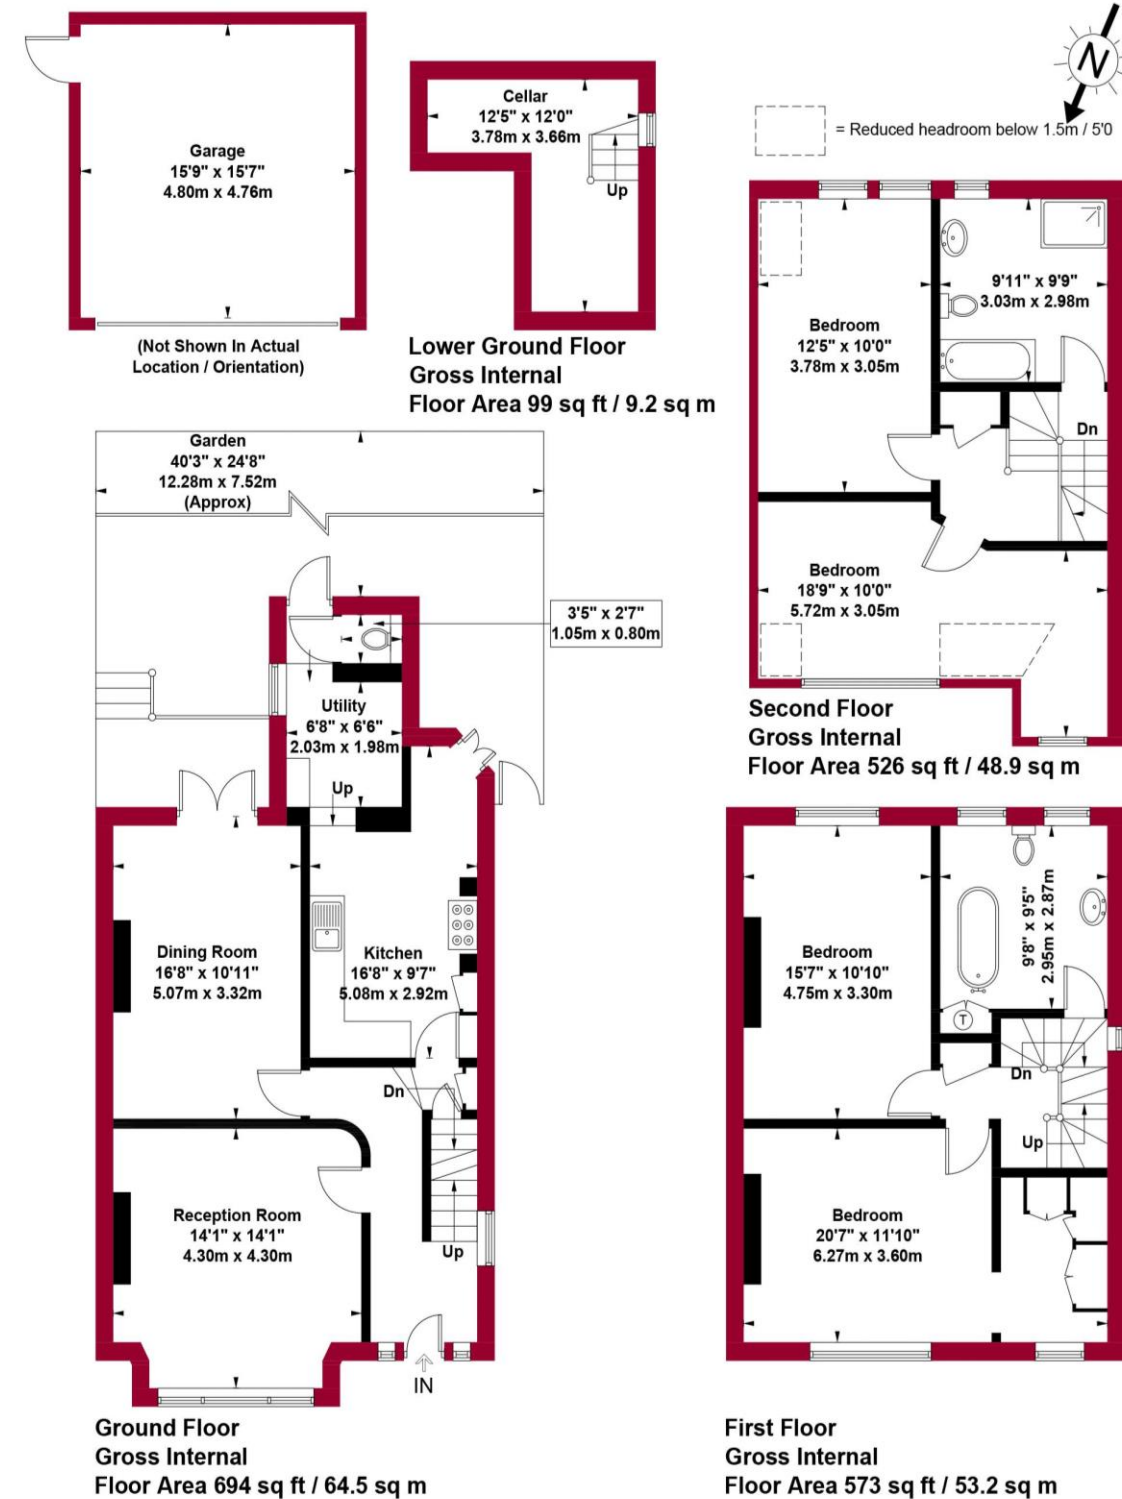 Garage
15'9" x 15'7"
4.80m x 4.76m
(Not Shown In Actual
Location / Orientation)
Cellar
12'5" x 12'0"
3.78m x 3.66m
Up
Lower Ground Floor
Gross Internal
Floor Area 99 sq ft / 9.2 sq m
N
= Reduced headroom below 1.5m / 5'0
9'11" x 9'9"
3.03m x 2.98m
Bedroom
12'5" x 10'0"
3.78m x 3.05m
Dn
Bedroom
18'9" x 10'0"
5.72m x 3.05m
Second Floor
Gross Internal
Floor Area 526 sq ft / 48.9 sq m
Garden
40'3" x 24'8"
12.28m x 7.52m
(Approx)
3'5" x 2'7"
1.05m x 0.80m
Utility
6'8" x 6'6"
2.03m x 1.98m
Up
Dining Room
16'8" x 10'11"
5.07m x 3.32m
Kitchen
16'8" x 9'7"
5.08m x 2.92m
Dn
Reception Room
14'1" x 14'1"
4.30m x 4.30m
Up
IN
Ground Floor
Gross Internal
Floor Area 694 sq ft / 64.5 sq m
Bedroom
15'7" x 10'10"
4.75m x 3.30m
9'8" x 9'5"
2.95m x 2.87m
T
Dn
Up
Bedroom
20'7" x 11'10"
6.27m x 3.60m
First Floor
Gross Internal
Floor Area 573 sq ft / 53.2 sq m